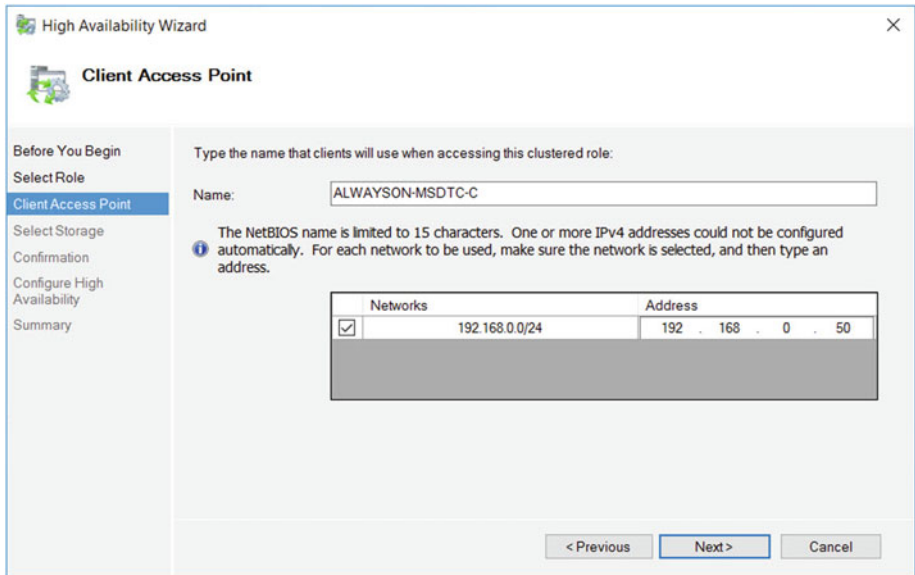 High Availability Wizard
Client Access Point
Before You Begin
Select Role
Client Access Point
Select Storage
Confirmation
Configure High
Availability
Summary
Type the name that clients will use when accessing this clustered role:
Name: ALWAYSON-MSDTC-C
The NetBIOS name is limited to 15 characters. One or more IPv4 addresses could not be configured
automatically. For each network to be used, make sure the network is selected, and then type an
address.
Networks Address
192.168.0.0/24 192 . 168 . 0 . 50
< Previous Next > Cancel